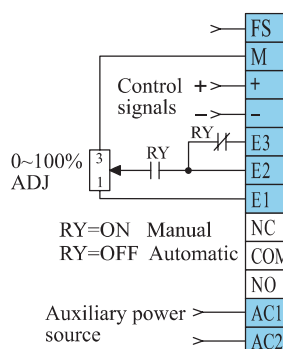 FS
M
Control + +
signals − −
RY E3
0~100% 3 RY E2
ADJ 1 E1
RY=ON Manual NC
RY=OFF Automatic COM
NO
Auxiliary power AC1
source AC2